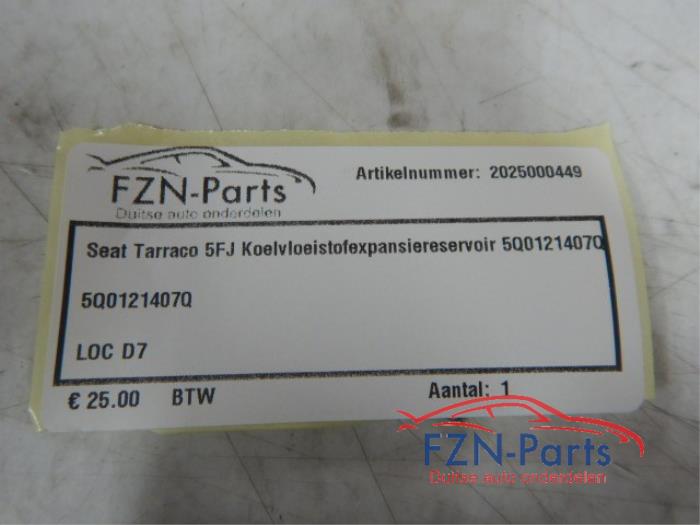 Artikelnummer: 2025000449
FZN-Parts
Duitse auto onderdelen
Seat Tarraco 5FJ Koelvloeistofexpansiereservoir 5Q0121407Q
5Q0121407Q
LOC D7
€ 25.00 BTW Aantal: 1
FZN-Parts
Duitse auto onderdelen